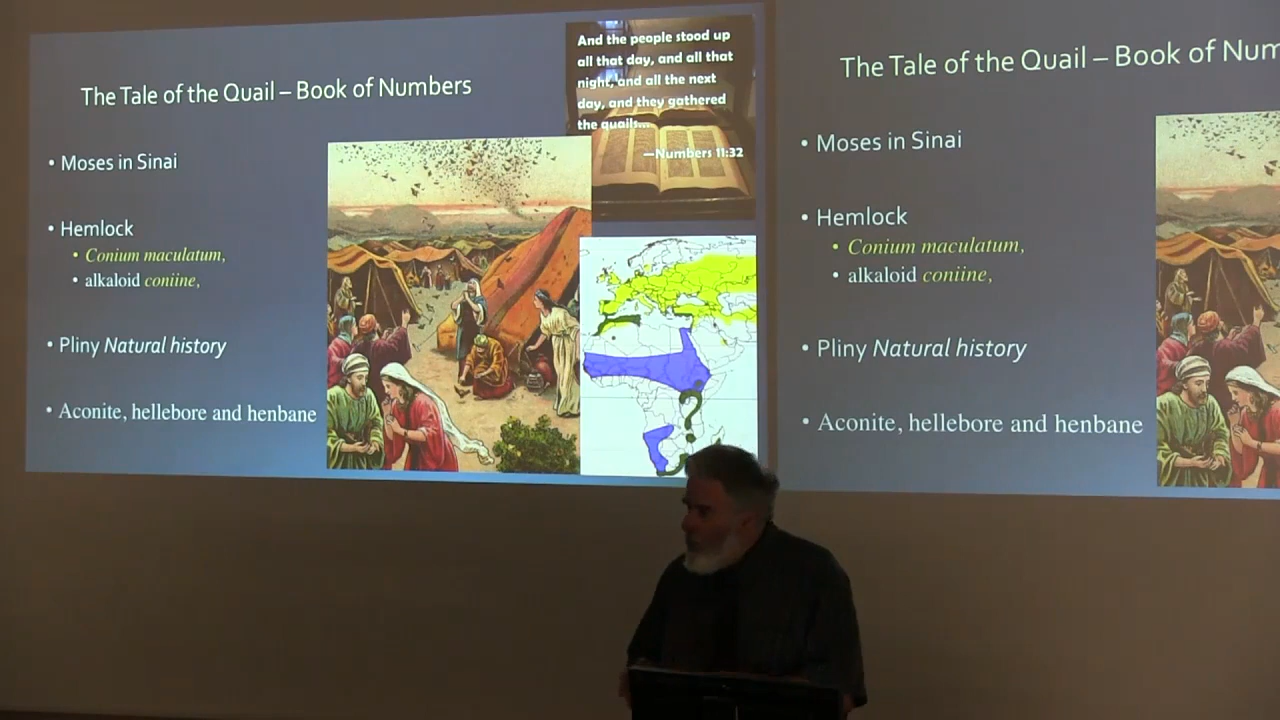 The Tale of the Quail – Book of Numbers
• Moses in Sinai
• Hemlock
• Conium maculatum,
• alkaloid coniine,
• Pliny Natural history
• Aconite, hellebore and henbane
And the people stood up
all that day, and all that
night, and all the next
day, and they gathered
the quails...
—Numbers 11:32
?
The Tale of the Quail – Book of Num
• Moses in Sinai
• Hemlock
• Conium maculatum,
• alkaloid coniine,
• Pliny Natural history
• Aconite, hellebore and henbane